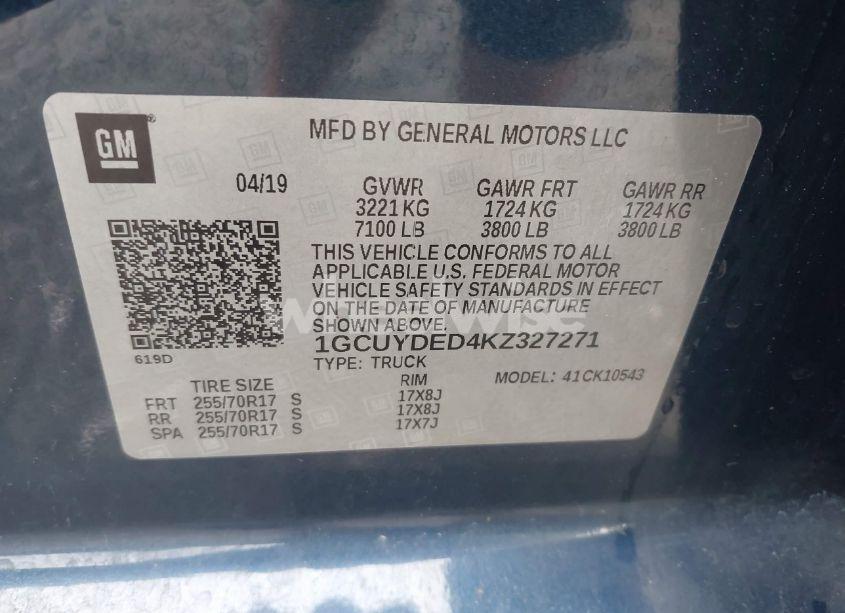 GM ®
MFD BY GENERAL MOTORS LLC
04/19
GVWR GAWR FRT GAWR RR
3221 KG 1724 KG 1724 KG
7100 LB 3800 LB 3800 LB
THIS VEHICLE CONFORMS TO ALL
APPLICABLE U.S. FEDERAL MOTOR
VEHICLE SAFETY STANDARDS IN EFFECT
ON THE DATE OF MANUFACTURE
SHOWN ABOVE.
1GCUYDED4KZ327271
619D
TYPE: TRUCK
MODEL: 41CK10543
TIRE SIZE RIM
FRT 255/70R17 S 17X8J
RR 255/70R17 S 17X8J
SPA 255/70R17 S 17X7J